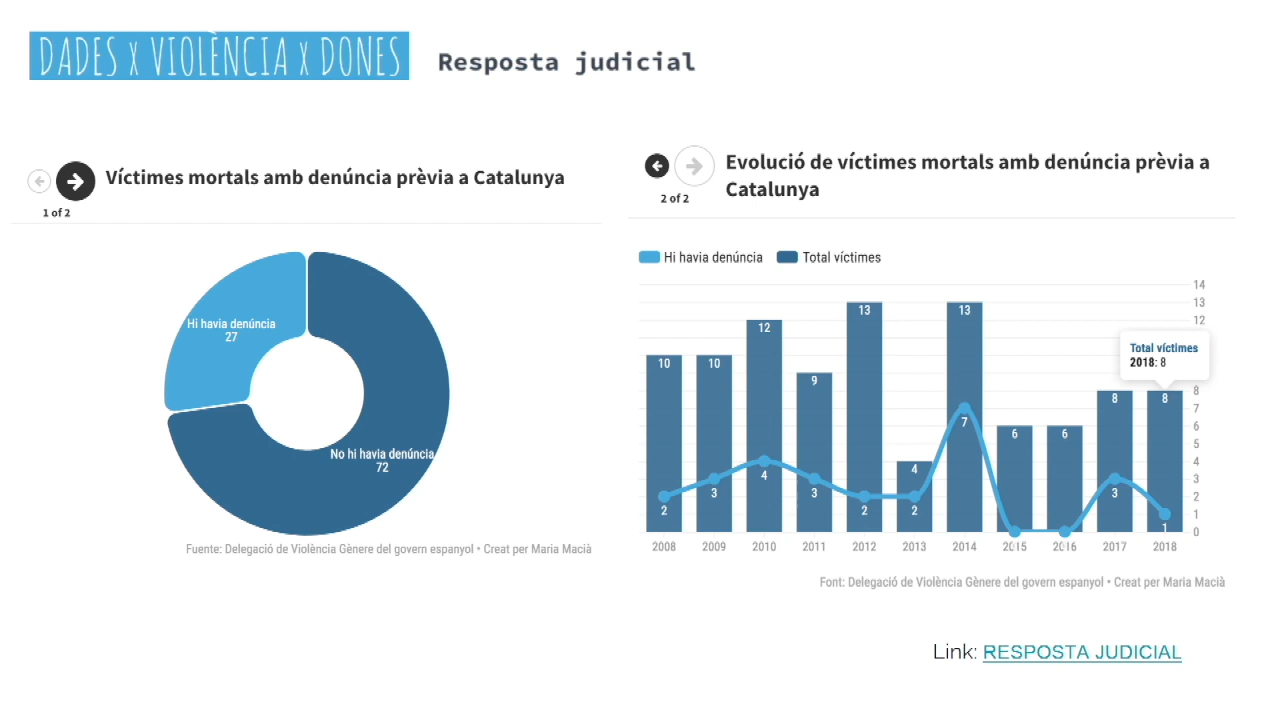 DADES x VIOLÈNCIA x DONES
Resposta judicial
Víctimes mortals amb denúncia prèvia a Catalunya
1 of 2
Hi havia denúncia
27
No hi havia denúncia
72
Fuente: Delegació de Violència Gènere del govern espanyol • Creat per Maria Macià
Evolució de víctimes mortals amb denúncia prèvia a
Catalunya
2 of 2
Hi havia denúncia Total víctimes
14
13
12
8
7
6
5
4
3
2
1
0
Total víctimes
2018: 8
10 10 12 9 13 4 13 6 6 8 8
2 3 4 3 2 2 7 3 1
2008 2009 2010 2011 2012 2013 2014 2015 2016 2017 2018
Font: Delegació de Violència Gènere del govern espanyol • Creat per Maria Macià
Link: RESPOSTA JUDICIAL